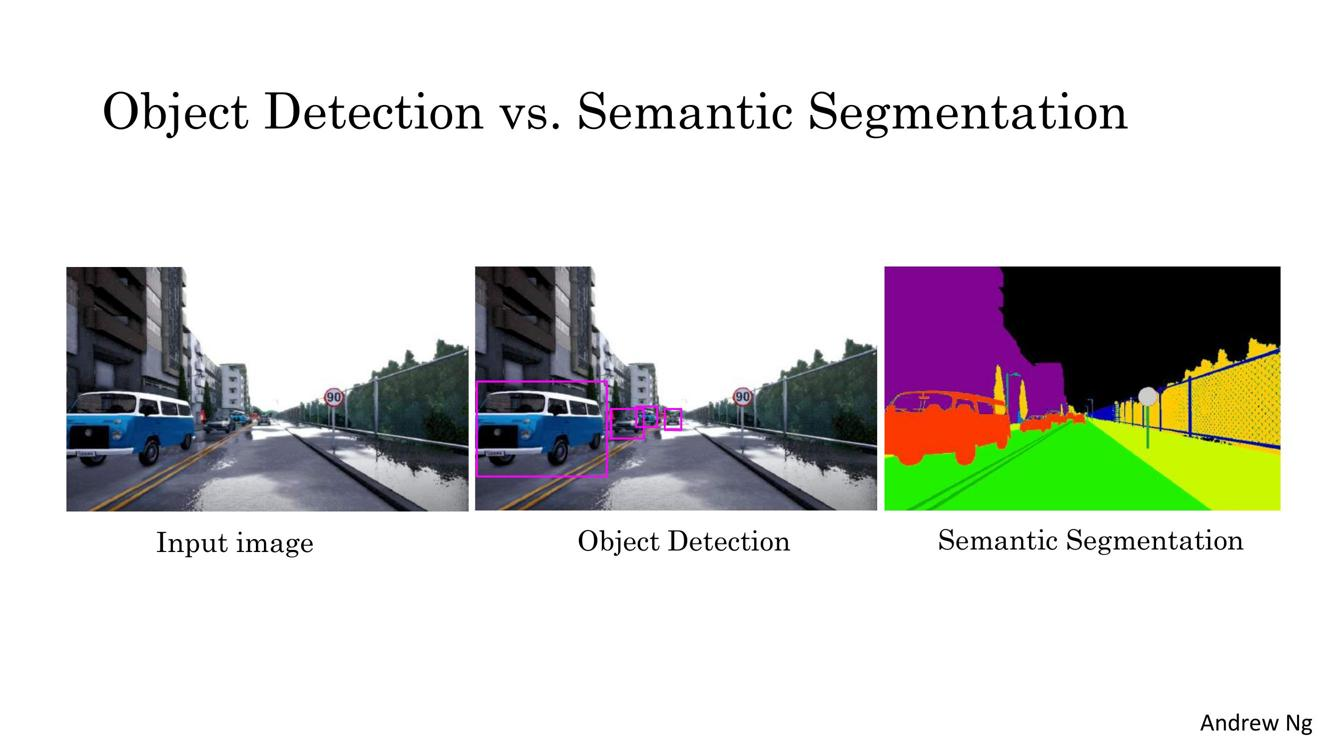 Object Detection vs. Semantic Segmentation
90
90
Input image
Object Detection
Semantic Segmentation
Andrew Ng